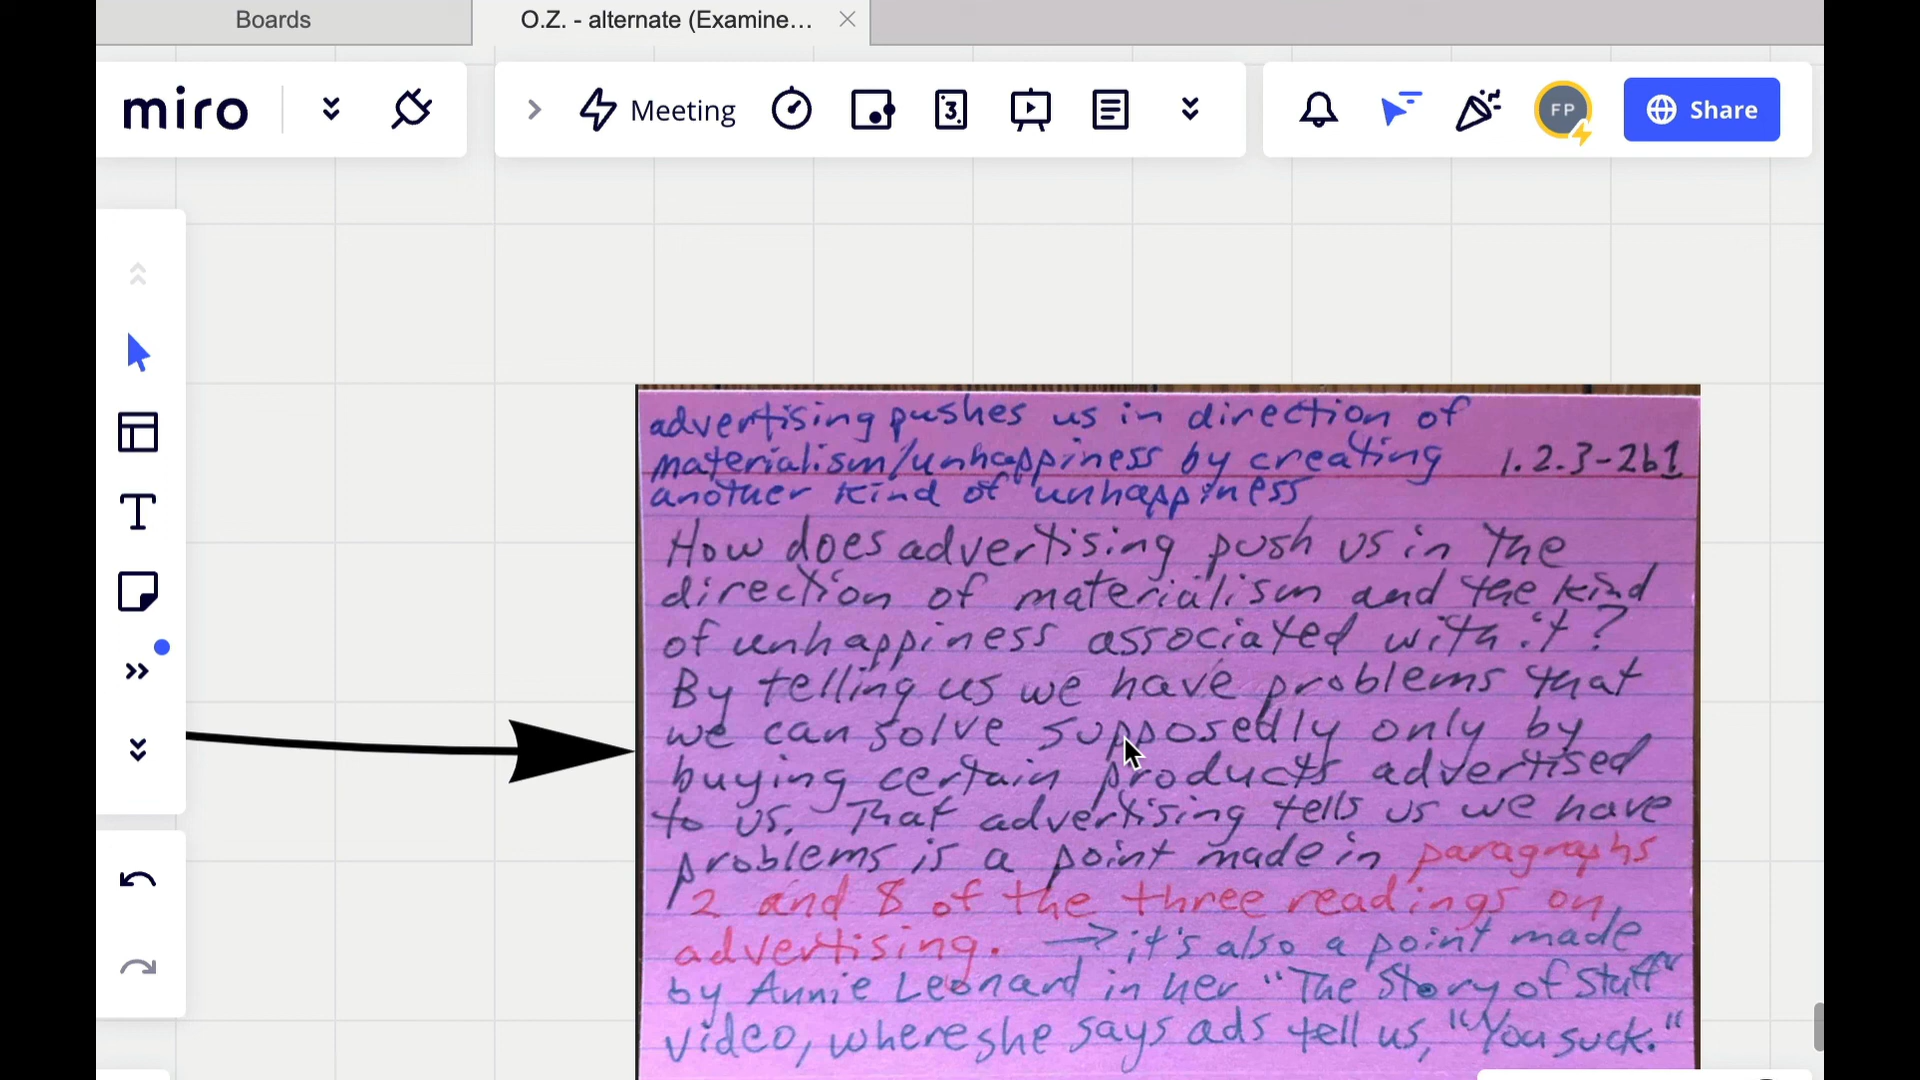 Boards
O.Z. - alternate (Examine...
miro
Meeting
3
FP
Share
advertising pushes us in direction of
materialism/unhappiness by creating 1.2.3-2b1
another kind of unhappiness
How does advertising push us in the
direction of materialism and the kind
of unhappiness associated with it?
By telling us we have problems that
we can solve supposedly only by
buying certain products advertised
to us. That advertising tells us we have
problems is a point made in paragraphs
2 and 8 of the three readings on
advertising. → it's also a point made
by Annie Leonard in her "The Story of Stuff"
video, where she says ads tell us, "You suck."